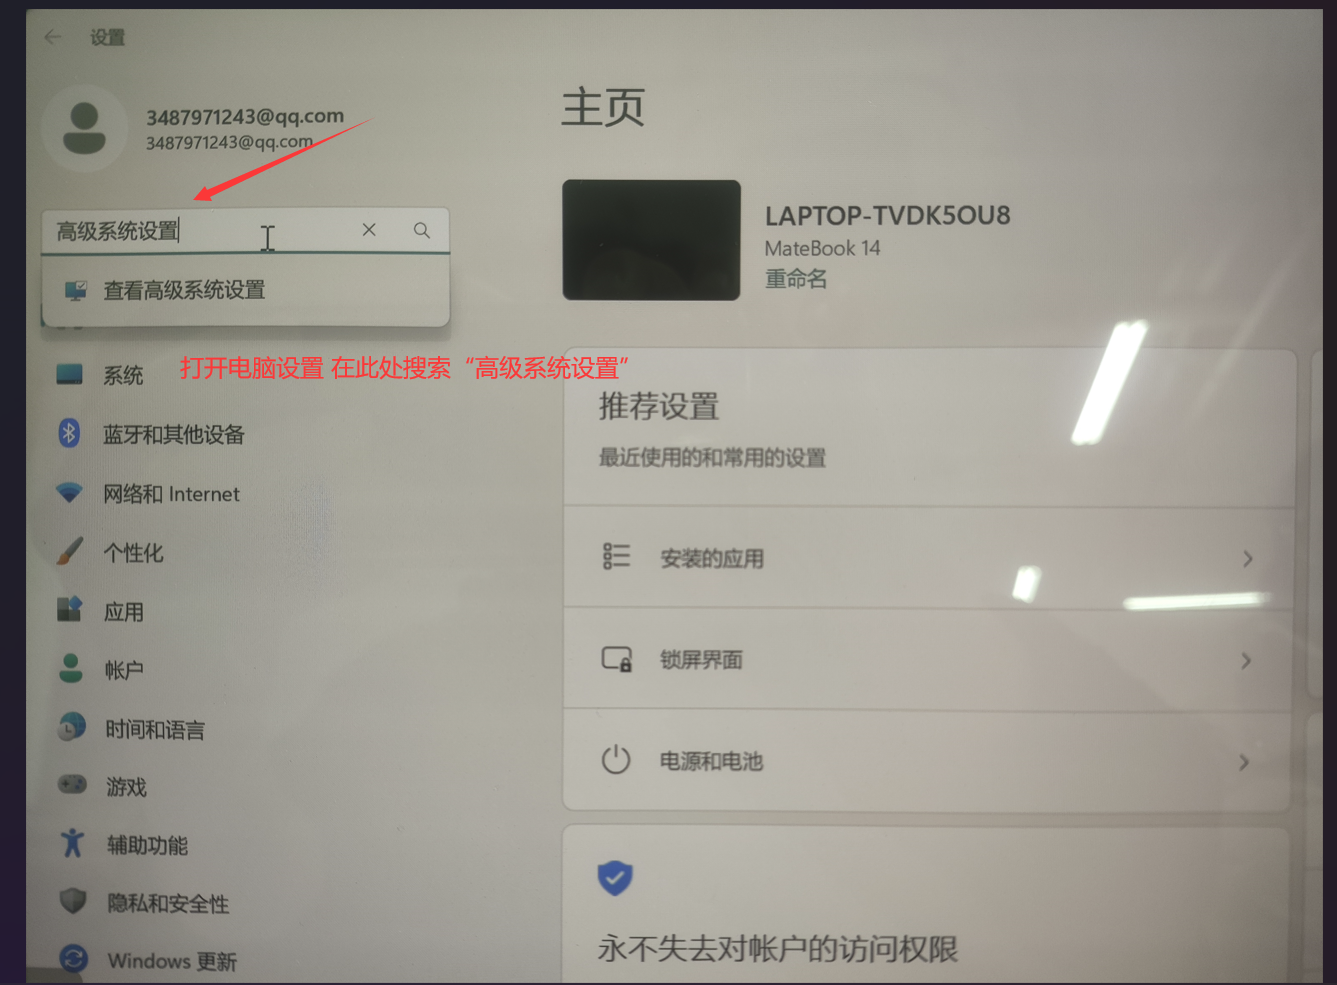 设置
3487971243@qq.com
3487971243@qq.com
高级系统设置
查看高级系统设置
打开电脑设置 在此处搜索“高级系统设置”
系统
蓝牙和其他设备
网络和 Internet
个性化
应用
帐户
时间和语言
游戏
辅助功能
隐私和安全性
Windows 更新
主页
LAPTOP-TVDK5OU8
MateBook 14
重命名
推荐设置
最近使用的和常用的设置
安装的应用
锁屏界面
电源和电池
永不失去对帐户的访问权限